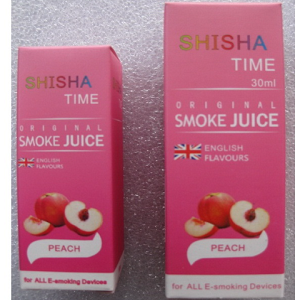 SHISHA
TIME
ORIGINAL
SMOKE JUICE
ENGLISH
FLAVOURS
PEACH
for ALL E-smoking Devices
SHISHA
TIME
30ml
ORIGINAL
SMOKE JUICE
ENGLISH
FLAVOURS
PEACH
for ALL E-smoking Devices